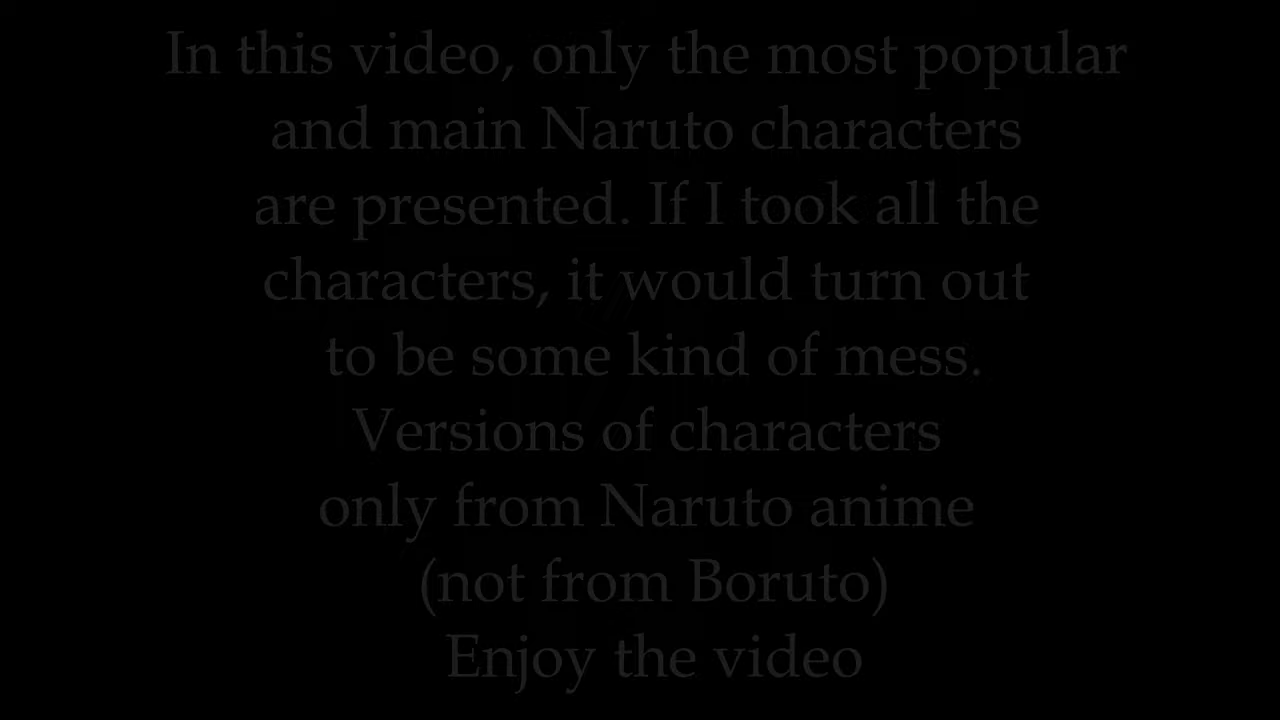 In this video, only the most popular
and main Naruto characters
are presented. If I took all the
characters, it would turn out
to be some kind of mess.
Versions of characters
only from Naruto anime
(not from Boruto)
Enjoy the video